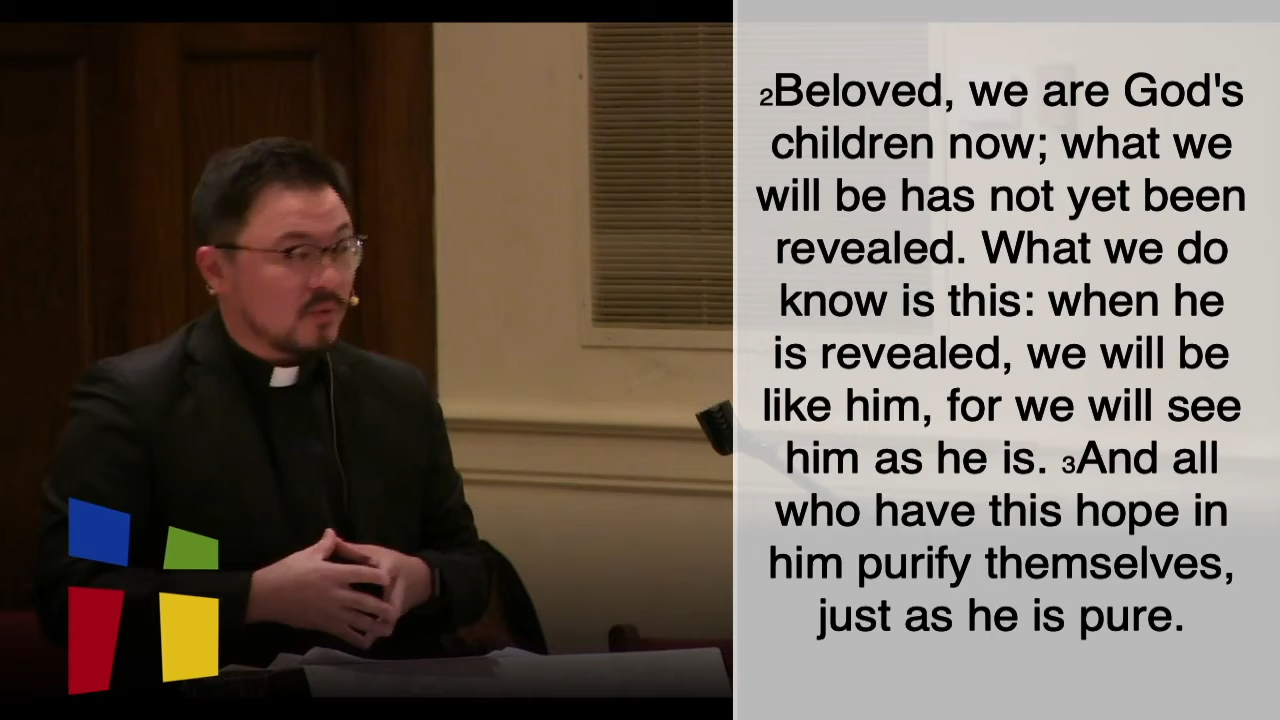 2Beloved, we are God's
children now; what we
will be has not yet been
revealed. What we do
know is this: when he
is revealed, we will be
like him, for we will see
him as he is. 3And all
who have this hope in
him purify themselves,
just as he is pure.